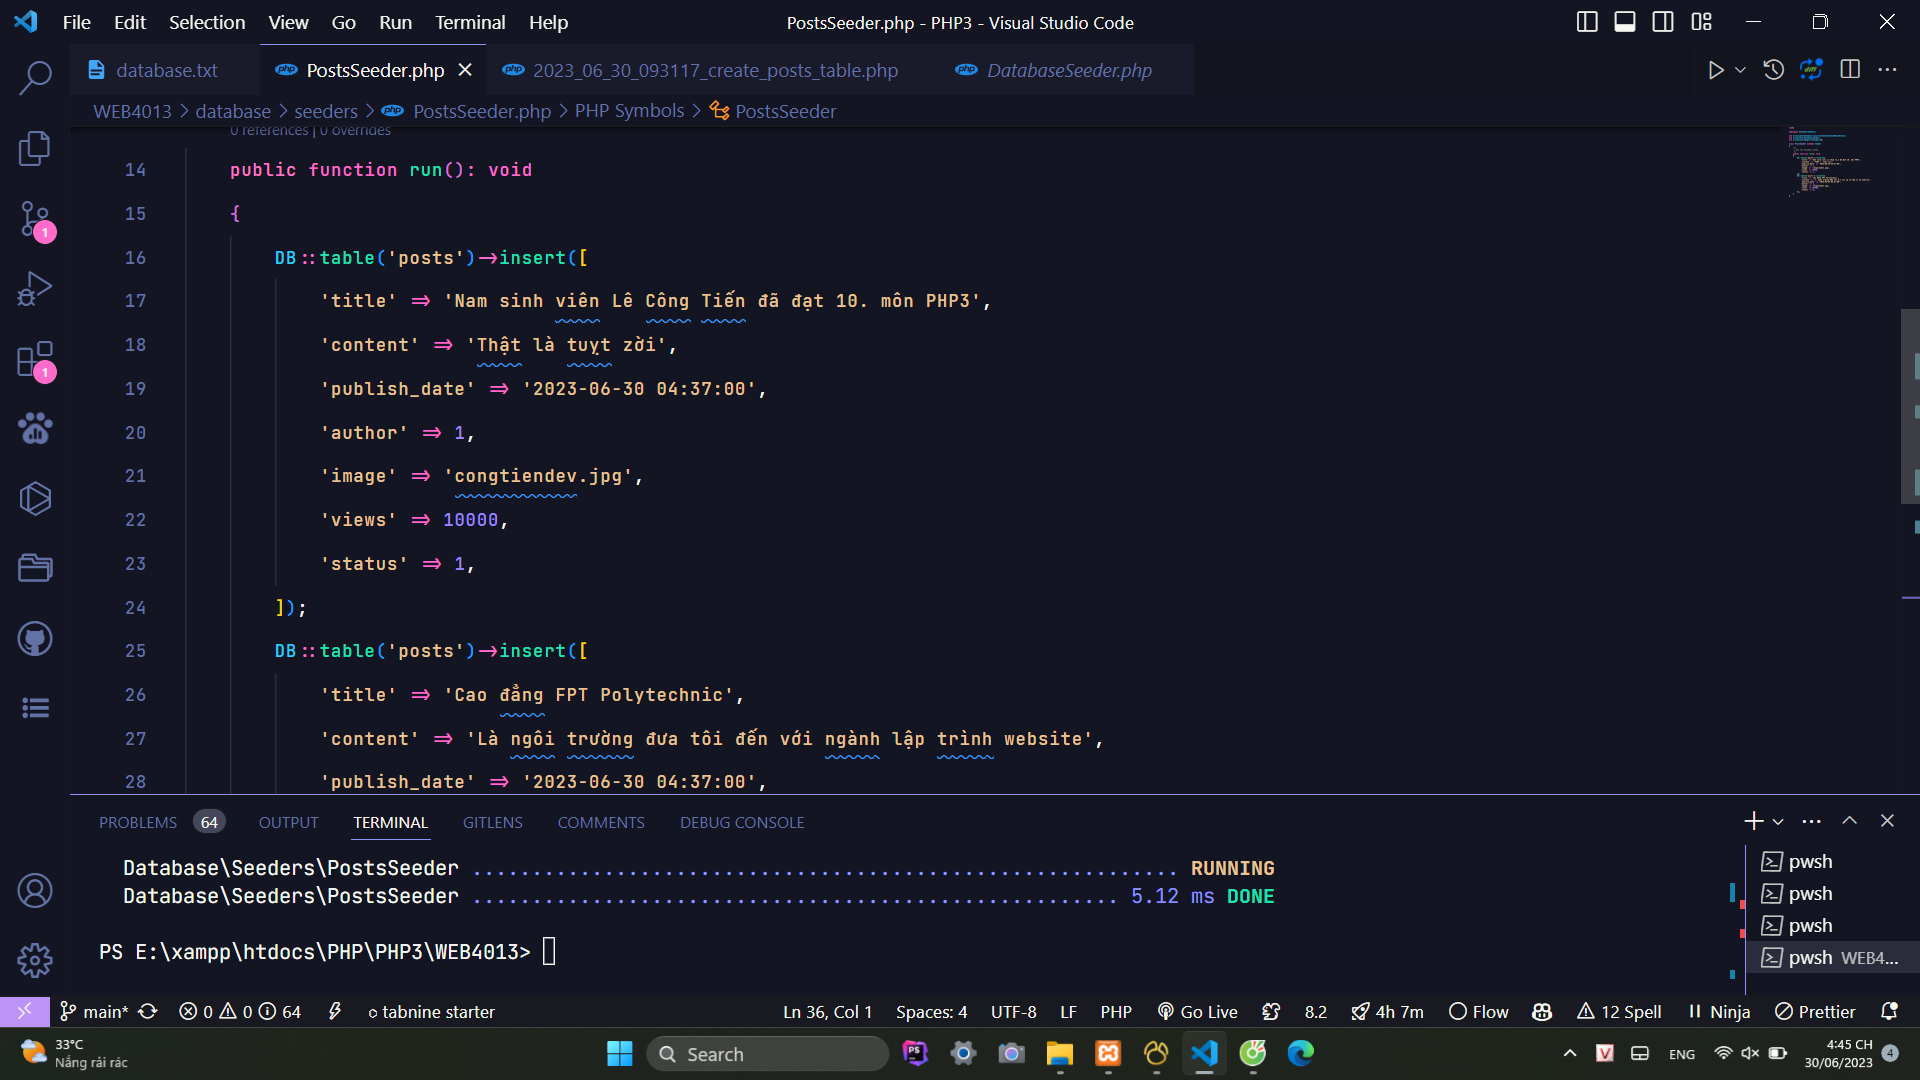 File Edit Selection View Go Run Terminal Help
PostsSeeder.php - PHP3 - Visual Studio Code
database.txt
PostsSeeder.php
2023_06_30_093117_create_posts_table.php
DatabaseSeeder.php
WEB4013 > database > seeders > PostsSeeder.php > PHP Symbols > PostsSeeder
0 references | 0 overrides
14 public function run(): void
15 {
16 DB::table('posts')->insert([
17 'title' => 'Nam sinh viên Lê Công Tiến đã đạt 10. môn PHP3',
18 'content' => 'Thật là tuỵt zời',
19 'publish_date' => '2023-06-30 04:37:00',
20 'author' => 1,
21 'image' => 'congtiendev.jpg',
22 'views' => 10000,
23 'status' => 1,
24 ]);
25 DB::table('posts')->insert([
26 'title' => 'Cao đẳng FPT Polytechnic',
27 'content' => 'Là ngôi trường đưa tôi đến với ngành lập trình website',
28 'publish_date' => '2023-06-30 04:37:00',
1
1
PROBLEMS 64 OUTPUT TERMINAL GITLENS COMMENTS DEBUG CONSOLE
Database\Seeders\PostsSeeder ............................................................ RUNNING
Database\Seeders\PostsSeeder ....................................................... 5.12 ms DONE
PS E:\xampp\htdocs\PHP\PHP3\WEB4013>
pwsh
pwsh
pwsh
pwsh WEB4...
main* 0 0 64 tabnine starter
Ln 36, Col 1 Spaces: 4 UTF-8 LF PHP Go Live 8.2 4h 7m Flow 12 Spell Ninja Prettier
33°C
Nắng rải rác
Search
ENG
4:45 CH
30/06/2023
4